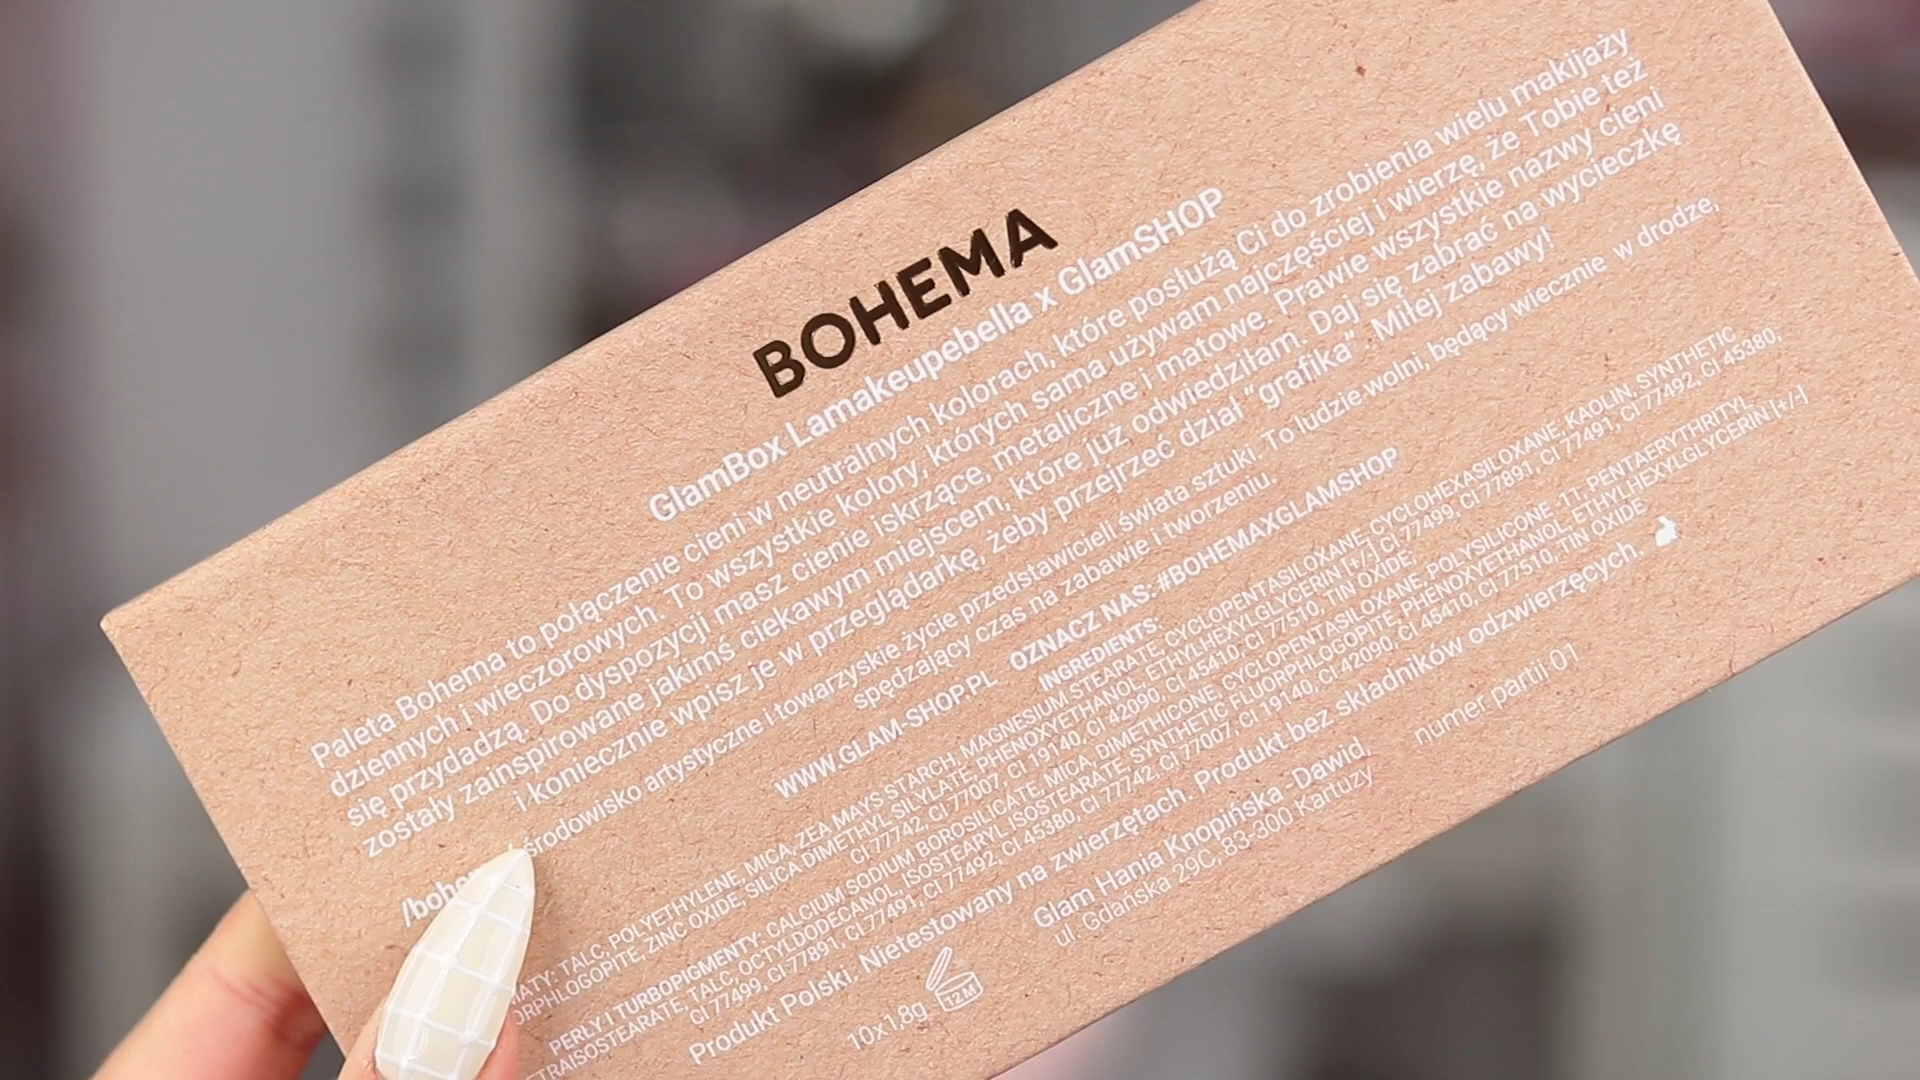 BOHEMA
GlamBox Lamakeupebella x GlamSHOP
Paleta Bohema to połączenie cieni w neutralnych kolorach, które posłużą Ci do zrobienia wielu makijaży
dziennych i wieczorowych. To wszystkie kolory, których sama używam najczęściej i wierzę, że Tobie też
się przydadzą. Do dyspozycji masz cienie iskrzące, metaliczne i matowe. Prawie wszystkie nazwy cieni
zostały zainspirowane jakimś ciekawym miejscem, które już odwiedziłam. Daj się zabrać na wycieczkę
i koniecznie wpisz je w przeglądarkę, żeby przejrzeć dział "grafika". Miłej zabawy!
środowisko artystyczne i towarzyskie życie przedstawicieli świata sztuki. To ludzie wolni, będący wiecznie w drodze,
spędzający czas na zabawie i tworzeniu.
WWW.GLAM-SHOP.PL OZNACZ NAS: #BOHEMAXGLAMSHOP
INGREDIENTS:
TALC, POLYETHYLENE, MICA, ZEA MAYS STARCH, MAGNESIUM STEARATE, CYCLOPENTASILOXANE, CYCLOHEXASILOXANE, KAOLIN, SYNTHETIC
ZINC OXIDE, SILICA DIMETHYL SILYLATE, PHENOXYETHANOL, ETHYLHEXYLGLYCERIN [+/-] CI 77499, CI 77891, CI 77491, CI 77492, CI 45380,
CI 77742, CI 77007, CI 19140, CI 42090, CI 45410, CI 77510, TIN OXIDE;
PERLY I TURBOPIGMENTY: CALCIUM SODIUM BOROSILICATE, MICA, DIMETHICONE, CYCLOPENTASILOXANE, POLYSILICONE-11, PENTAERYTHRITYL
TALC, OCTYLDODECANOL, ISOSTEARYL ISOSTEARATE, SYNTHETIC FLUORPHLOGOPITE, PHENOXYETHANOL, ETHYLHEXYLGLYCERIN [+/-]
CI 77499, CI 77891, CI 77491, CI 77492, CI 45380, CI 77742, CI 77007, CI 19140, CI 42090, CI 45410, CI 77510, TIN OXIDE
Produkt Polski. Nietestowany na zwierzętach. Produkt bez składników odzwierzęcych.
10x1,8g
12M
Glam Hania Knopińska-Dawid,
ul. Gdańska 29C, 83-300 Kartuzy
numer partii 01